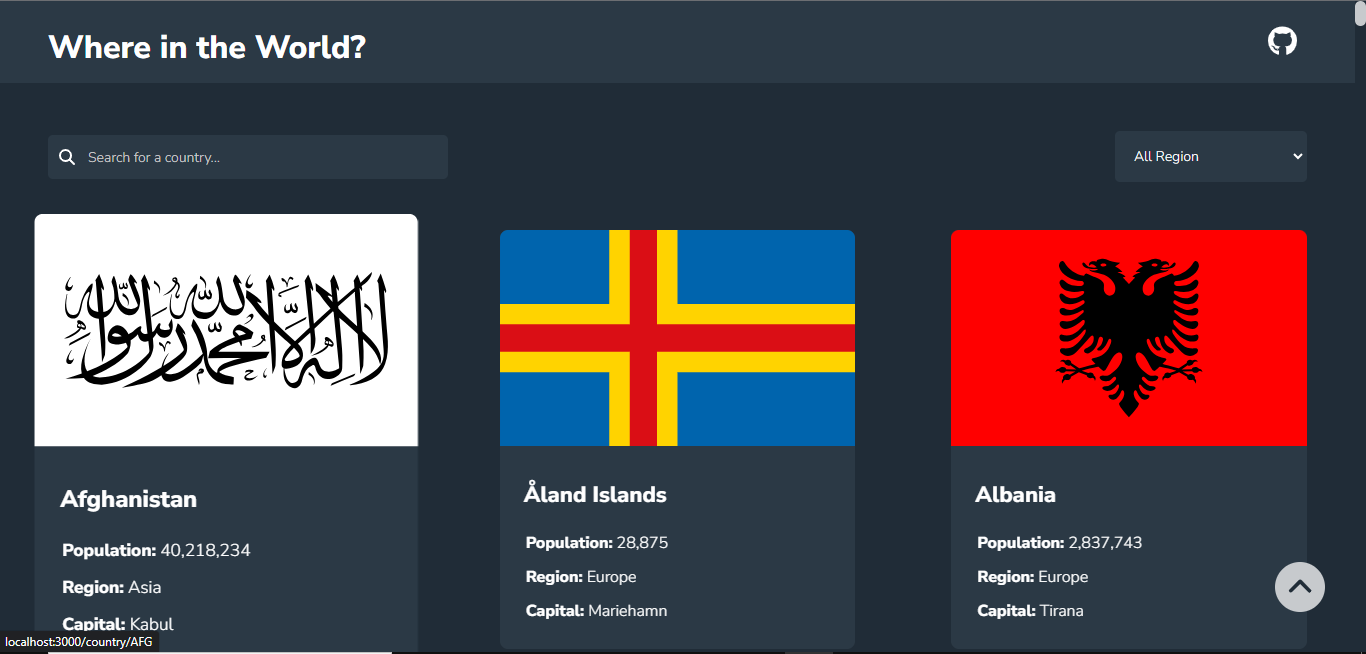 Where in the World?
Search for a country...
All Region
لا إله إلا الله محمد رسول الله
Afghanistan
Population: 40,218,234
Region: Asia
Capital: Kabul
Åland Islands
Population: 28,875
Region: Europe
Capital: Mariehamn
Albania
Population: 2,837,743
Region: Europe
Capital: Tirana
localhost:3000/country/AFG